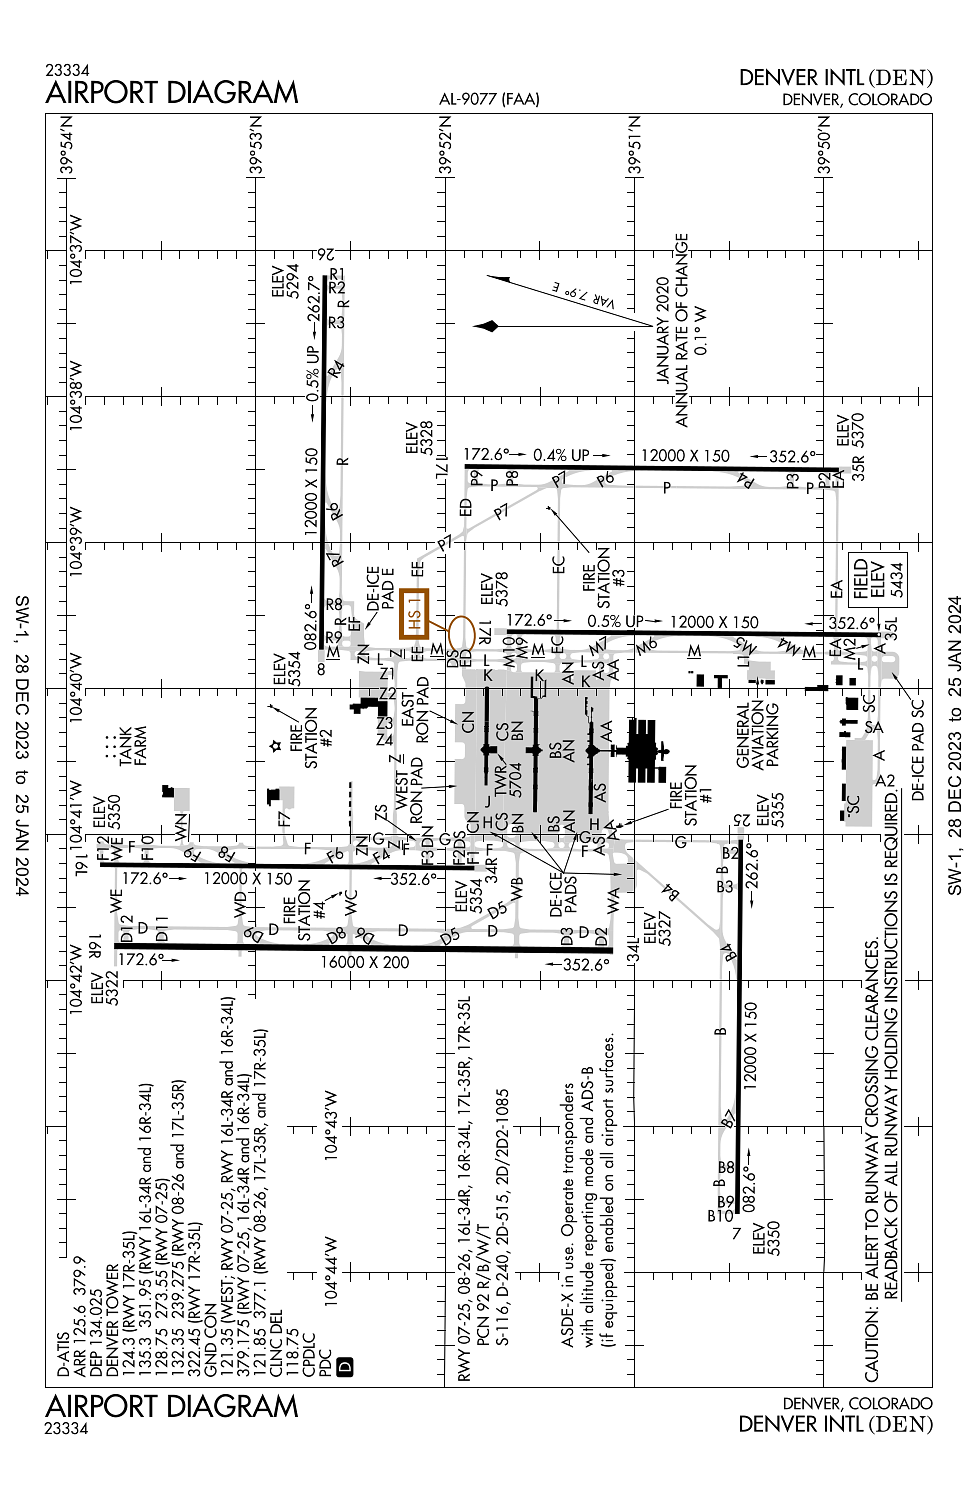 23334
AIRPORT DIAGRAM
AL-9077 (FAA)
DENVER INTL (DEN)
DENVER, COLORADO
39°54'N
39°53'N
39°52'N
39°51'N
39°50'N
104°37'W
104°38'W
104°39'W
104°40'W
104°41'W
104°42'W
104°43'W
104°44'W
26
ELEV
5294
R1
R2
R
R3
R4
0.5% UP
262.7°
12000 X 150
R
R6
R7
R8
R
R9
082.6°
8
ELEV
5354
VAR 7.9° E
JANUARY 2020
ANNUAL RATE OF CHANGE
0.1° W
ELEV
5328
17L
172.6°
0.4% UP
12000 X 150
352.6°
ELEV
5370
35R
P9
P
P8
P7
P6
P
P4
P3
P
P2
EA
ED
P7
P7
EE
EC
FIRE
STATION
#3
EA
DE-ICE
PAD E
EF
HS 1
ELEV
5378
17R
172.6°
0.5% UP
12000 X 150
352.6°
35L
FIELD
ELEV
5434
M
ZN
L
Z
EE
M
DS
ED
L
M10
M9
M
EC
L
M7
M6
M
M5
M4
M
EA
M2
L
A
Z1
Z2
Z3
Z4
EAST
RON PAD
K
K
K
AN
AS
AA
L1
CN
CS
BN
BS
AN
AA
TWR
5704
WEST
RON PAD
Z
FIRE
STATION
#2
TANK
FARM
GENERAL
AVIATION
PARKING
SC
SA
A
A2
SC
DE-ICE PAD SC
FIRE
STATION
#1
AS
J
CN
H
CS
BN
BS
AN
H
A
AS
G
ZS
G
DN
DS
F7
WN
ELEV
5350
19L
F12
WE
F10
F
F9
F8
F
F6
F4
ZN
Z
F
F3
F2
F1
34R
F
G
172.6°
12000 X 150
352.6°
ELEV
5354
DE-ICE
PADS
WB
WA
WE
WD
WC
FIRE
STATION
#4
D12
D
D11
D9
D
D8
D6
D
D5
D5
D
D3
D2
16R
ELEV
5322
172.6°
16000 X 200
352.6°
34L
ELEV
5327
B4
25
ELEV
5355
B2
B
B3
262.6°
B4
B
12000 X 150
B7
B8
B
B9
B10
082.6°
7
ELEV
5350
D-ATIS
ARR 125.6 379.9
DEP 134.025
DENVER TOWER
124.3 (RWY 17R-35L)
135.3 351.95 (RWY 16L-34R and 16R-34L)
128.75 273.55 (RWY 07-25)
132.35 239.275 (RWY 08-26 and 17L-35R)
322.45 (RWY 17R-35L)
GND CON
121.35 (WEST; RWY 07-25, RWY 16L-34R and 16R-34L)
379.175 (RWY 07-25, 16L-34R and 16R-34L)
121.85 377.1 (RWY 08-26, 17L-35R, and 17R-35L)
CLNC DEL
118.75
CPDLC
PDC
D
RWY 07-25, 08-26, 16L-34R, 16R-34L, 17L-35R, 17R-35L
PCN 92 R/B/W/T
S-116, D-240, 2D-515, 2D/2D2-1085
ASDE-X in use. Operate transponders
with altitude reporting mode and ADS-B
(if equipped) enabled on all airport surfaces.
CAUTION: BE ALERT TO RUNWAY CROSSING CLEARANCES.
READBACK OF ALL RUNWAY HOLDING INSTRUCTIONS IS REQUIRED.
SW-1, 28 DEC 2023 to 25 JAN 2024
SW-1, 28 DEC 2023 to 25 JAN 2024
AIRPORT DIAGRAM
23334
DENVER, COLORADO
DENVER INTL (DEN)